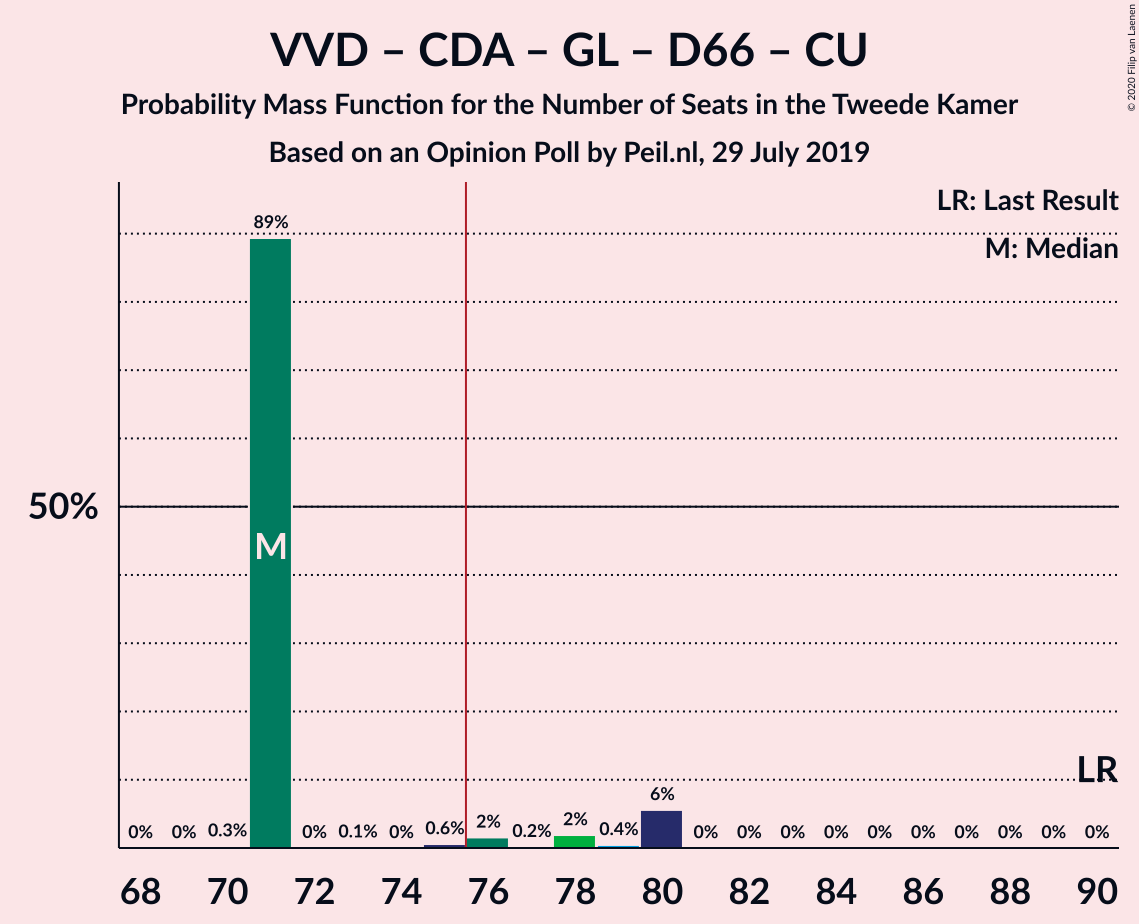 VVD – CDA – GL – D66 – CU
Probability Mass Function for the Number of Seats in the Tweede Kamer
Based on an Opinion Poll by Peil.nl, 29 July 2019
© 2020 Filip van Laenen
LR: Last Result
M: Median
50%
89%
M
LR
0% 0% 0.3% 0% 0.1% 0% 0.6% 2% 0.2% 2% 0.4% 6% 0% 0% 0% 0% 0% 0% 0% 0% 0% 0%
68 70 72 74 76 78 80 82 84 86 88 90